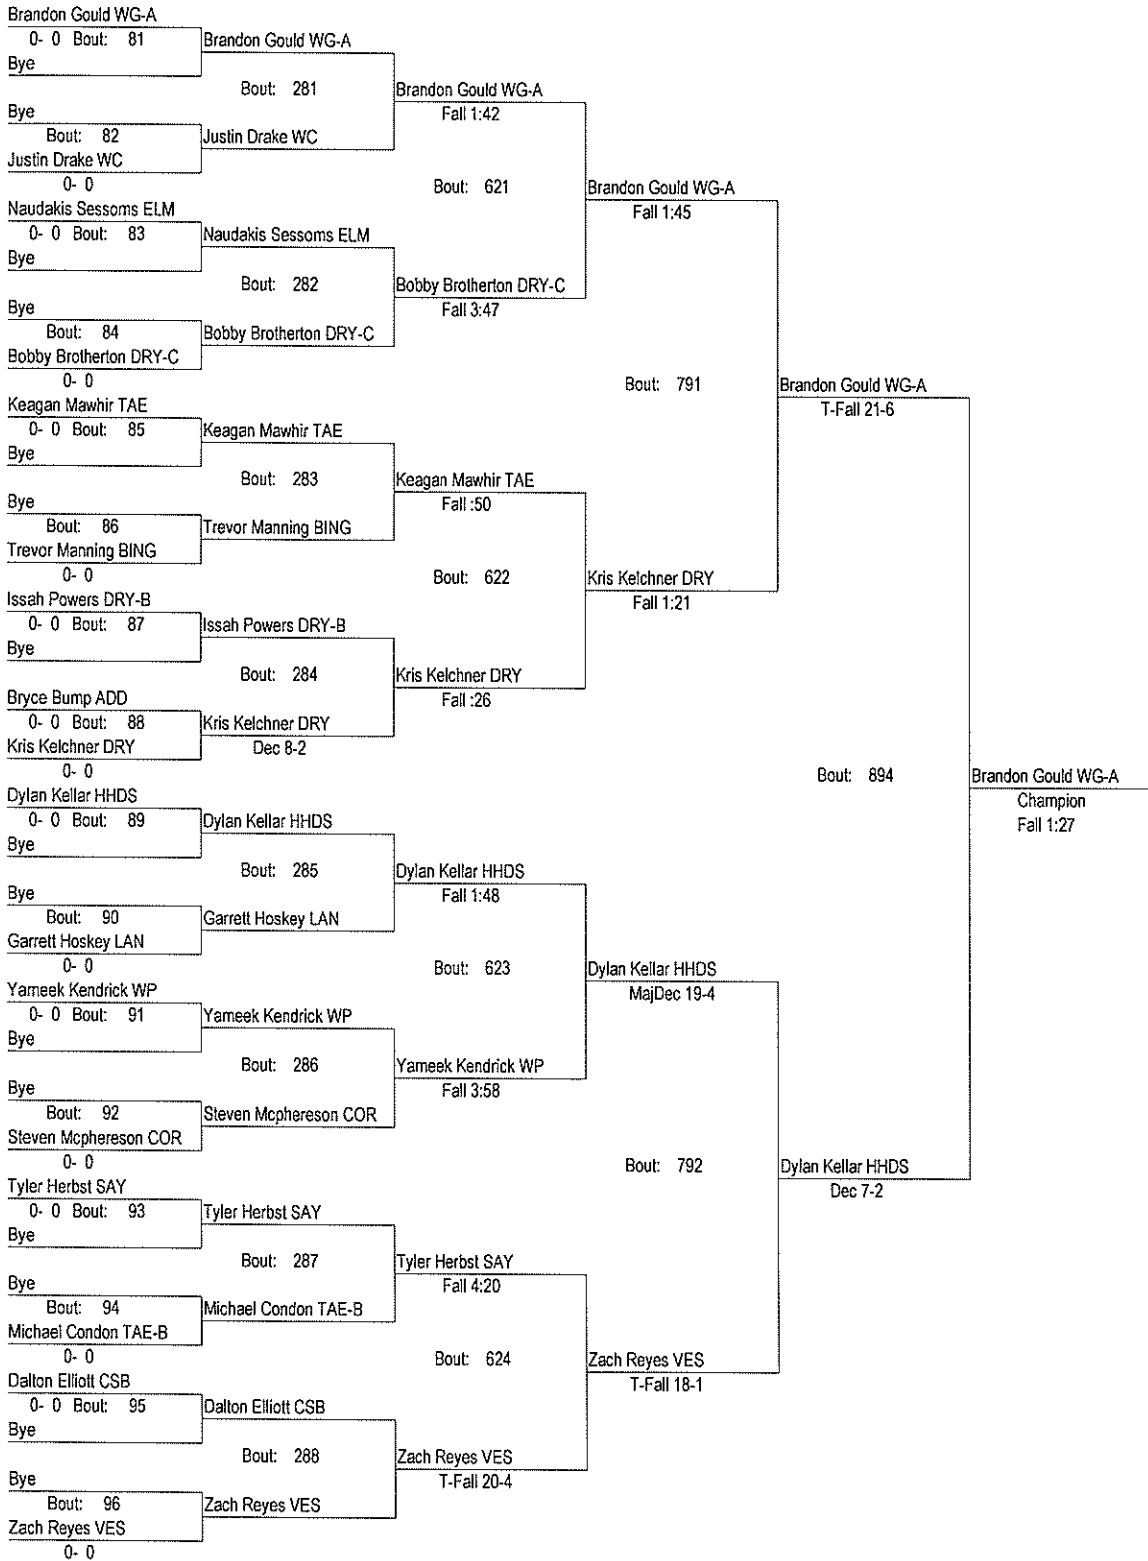 Brandon Gould WG-A
0- 0 Bout: 81
Bye
Brandon Gould WG-A
Bout: 281
Bye
Bout: 82
Justin Drake WC
0- 0
Justin Drake WC
Brandon Gould WG-A
Fall 1:42
Bout: 621
Naudakis Sessoms ELM
0- 0 Bout: 83
Bye
Naudakis Sessoms ELM
Bout: 282
Bye
Bout: 84
Bobby Brotherton DRY-C
0- 0
Bobby Brotherton DRY-C
Bobby Brotherton DRY-C
Fall 3:47
Brandon Gould WG-A
Fall 1:45
Bout: 791
Keagan Mawhir TAE
0- 0 Bout: 85
Bye
Keagan Mawhir TAE
Bout: 283
Bye
Bout: 86
Trevor Manning BING
0- 0
Trevor Manning BING
Keagan Mawhir TAE
Fall :50
Bout: 622
Issah Powers DRY-B
0- 0 Bout: 87
Bye
Issah Powers DRY-B
Bout: 284
Bryce Bump ADD
0- 0 Bout: 88
Kris Kelchner DRY
0- 0
Kris Kelchner DRY
Dec 8-2
Kris Kelchner DRY
Fall :26
Kris Kelchner DRY
Fall 1:21
Brandon Gould WG-A
T-Fall 21-6
Bout: 894
Brandon Gould WG-A
Champion
Fall 1:27
Dylan Kellar HHDS
0- 0 Bout: 89
Bye
Dylan Kellar HHDS
Bout: 285
Bye
Bout: 90
Garrett Hoskey LAN
0- 0
Garrett Hoskey LAN
Dylan Kellar HHDS
Fall 1:48
Bout: 623
Yameek Kendrick WP
0- 0 Bout: 91
Bye
Yameek Kendrick WP
Bout: 286
Bye
Bout: 92
Steven Mcphereson COR
0- 0
Steven Mcphereson COR
Yameek Kendrick WP
Fall 3:58
Dylan Kellar HHDS
MajDec 19-4
Bout: 792
Dylan Kellar HHDS
Dec 7-2
Tyler Herbst SAY
0- 0 Bout: 93
Bye
Tyler Herbst SAY
Bout: 287
Bye
Bout: 94
Michael Condon TAE-B
0- 0
Michael Condon TAE-B
Tyler Herbst SAY
Fall 4:20
Bout: 624
Dalton Elliott CSB
0- 0 Bout: 95
Bye
Dalton Elliott CSB
Bout: 288
Bye
Bout: 96
Zach Reyes VES
0- 0
Zach Reyes VES
Zach Reyes VES
T-Fall 20-4
Zach Reyes VES
T-Fall 18-1